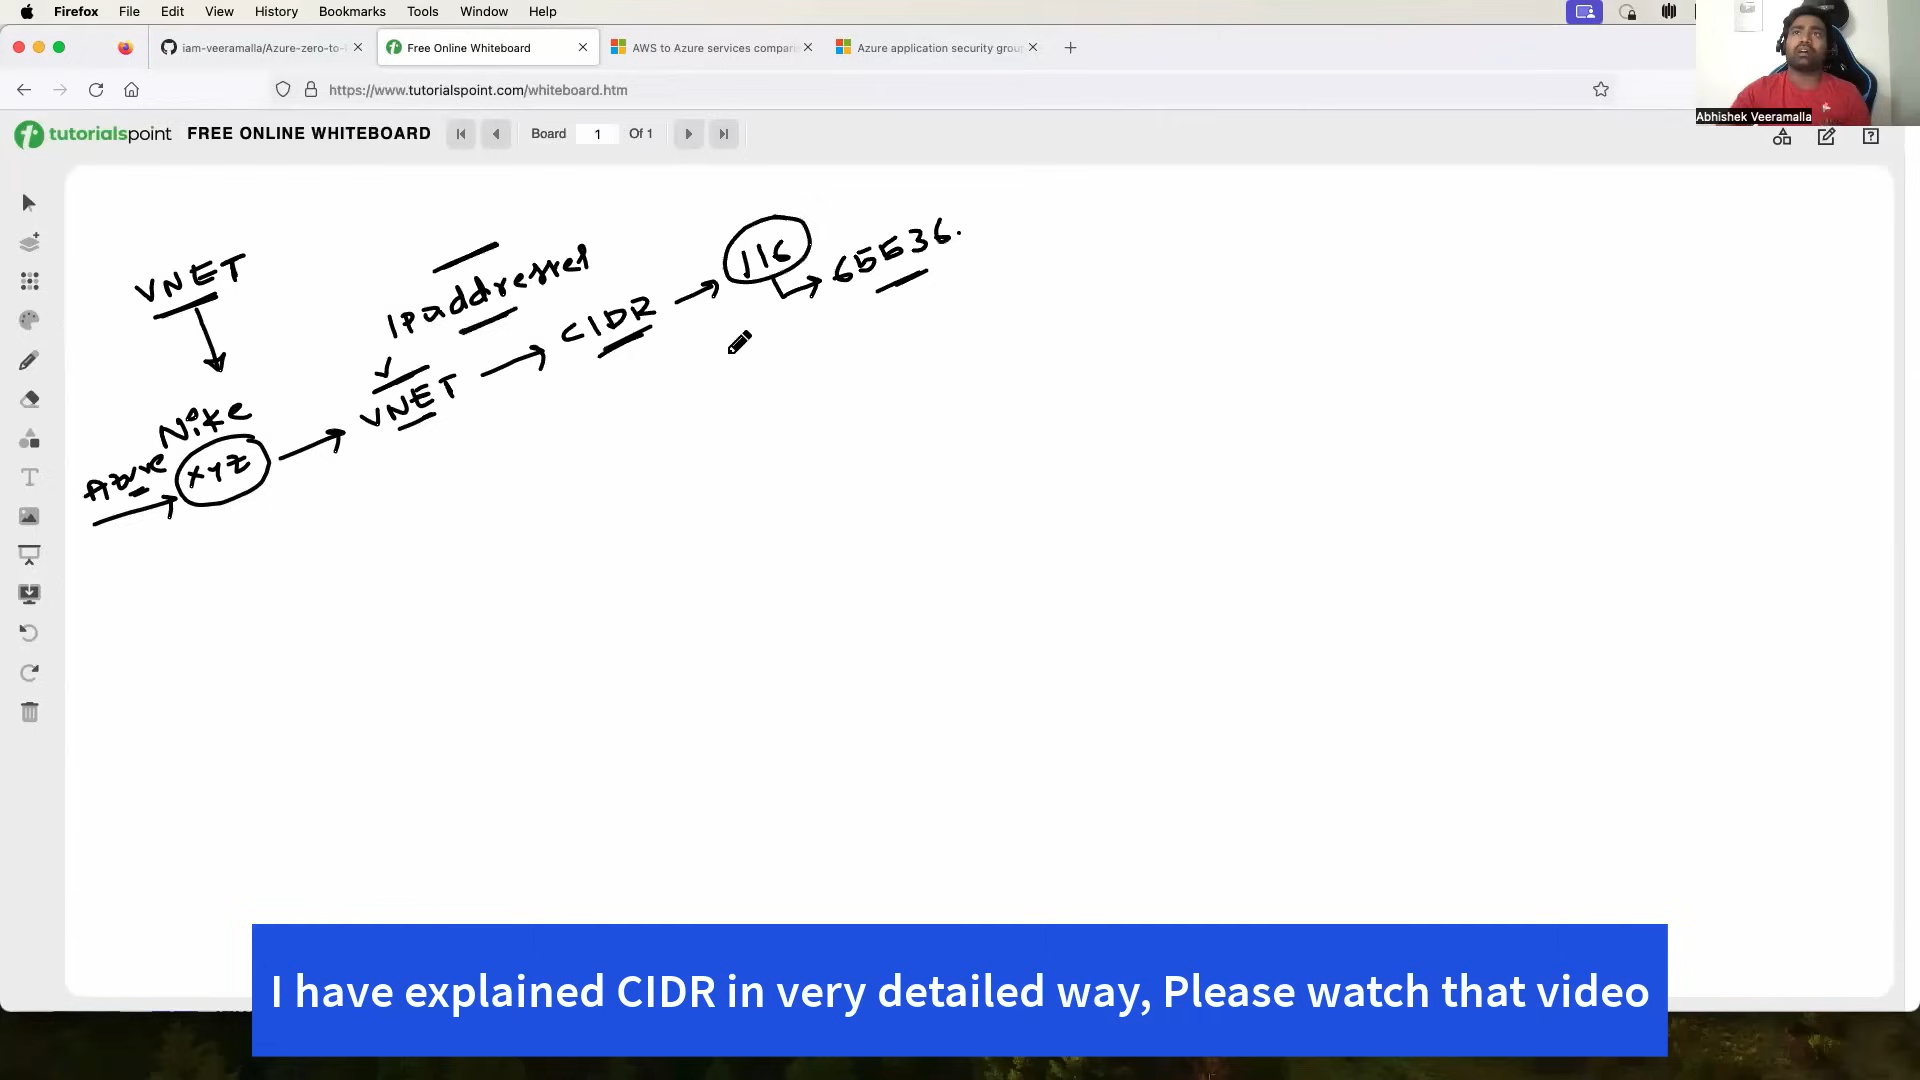 Firefox File Edit View History Bookmarks Tools Window Help
iam-veeramalla/Azure-zero-to-
Free Online Whiteboard
AWS to Azure services compari
Azure application security grou
https://www.tutorialspoint.com/whiteboard.htm
Abhishek Veeramalla
tutorialspoint FREE ONLINE WHITEBOARD Board 1 Of 1
VNET
IP addresses
/16
65536.
CIDR
VNET
Nike
Azure
XYZ
I have explained CIDR in very detailed way, Please watch that video